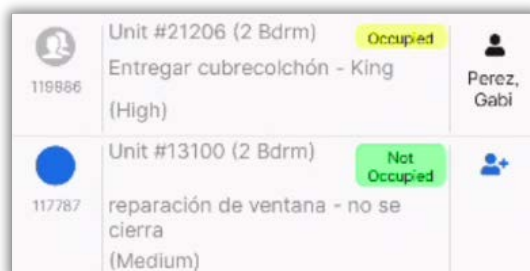 Unit #21206 (2 Bdrm)
Occupied
119986
Entregar cubrecolchón - King
(High)
Perez,
Gabi
Unit #13100 (2 Bdrm)
Not
Occupied
117787
reparación de ventana - no se
cierra
(Medium)